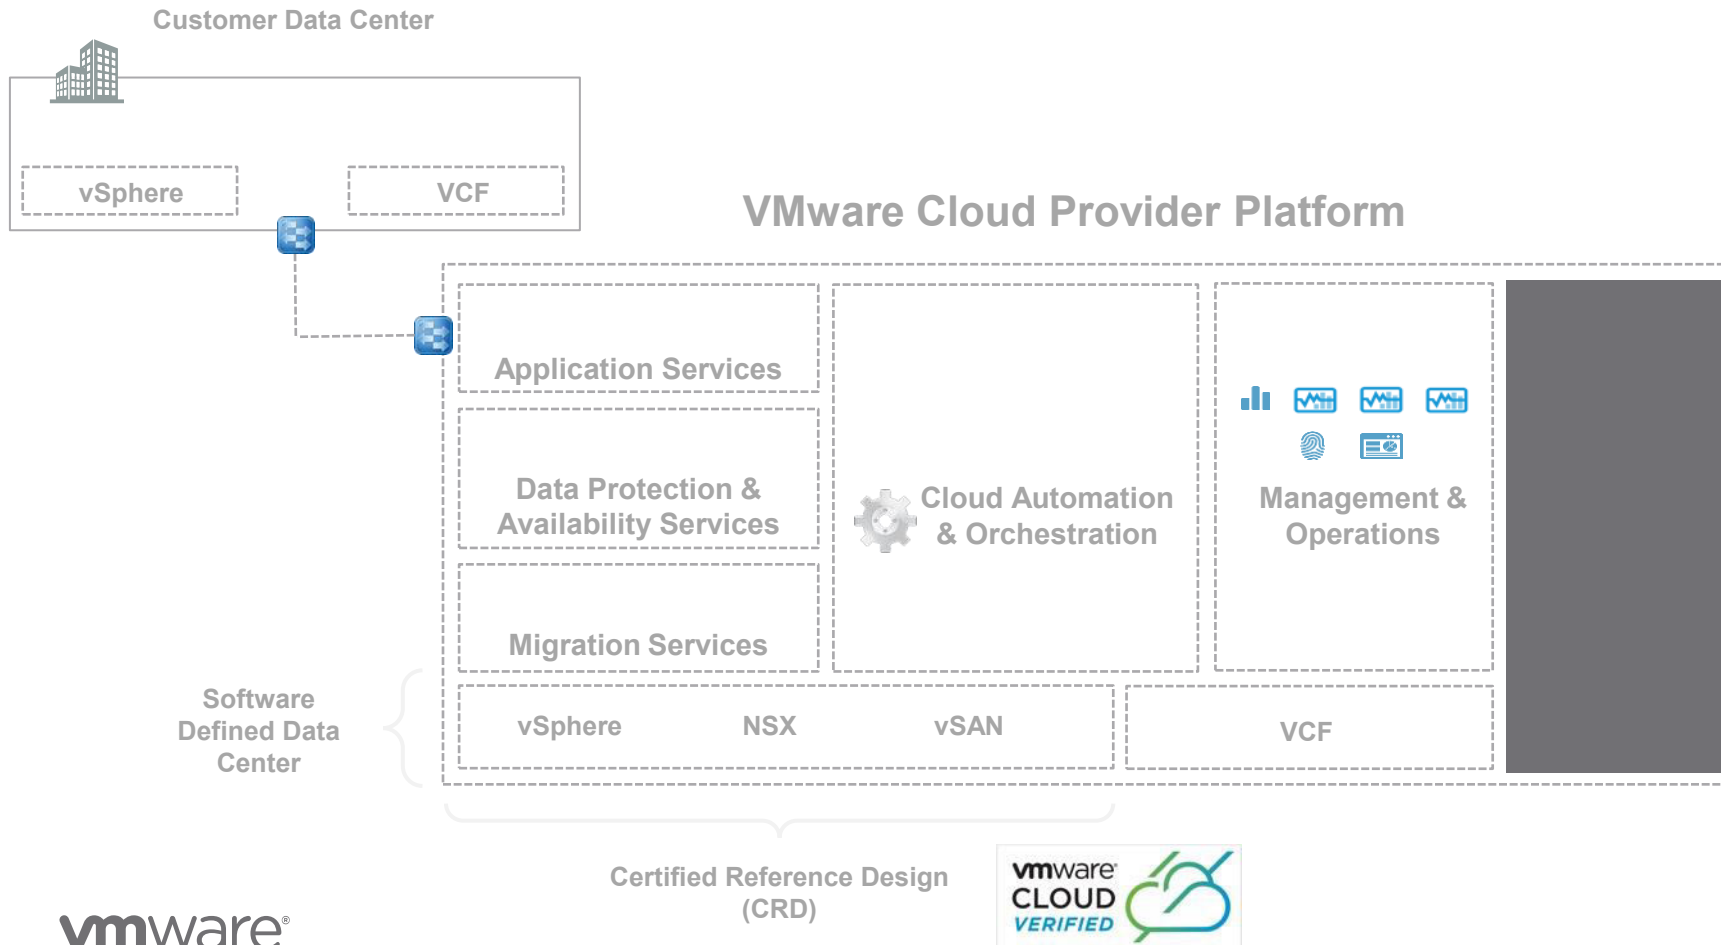 Customer Data Center
vSphere
VCF
VMware Cloud Provider Platform
Application Services
Data Protection &
Availability Services
Migration Services
Cloud Automation
& Orchestration
Management &
Operations
Software
Defined Data
Center
vSphere
NSX
vSAN
VCF
Certified Reference Design
(CRD)
vmware
CLOUD
VERIFIED
vmware®